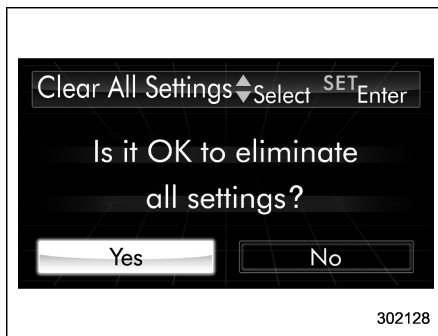 Clear All Settings Select SET Enter
Is it OK to eliminate
all settings?
Yes No
302128